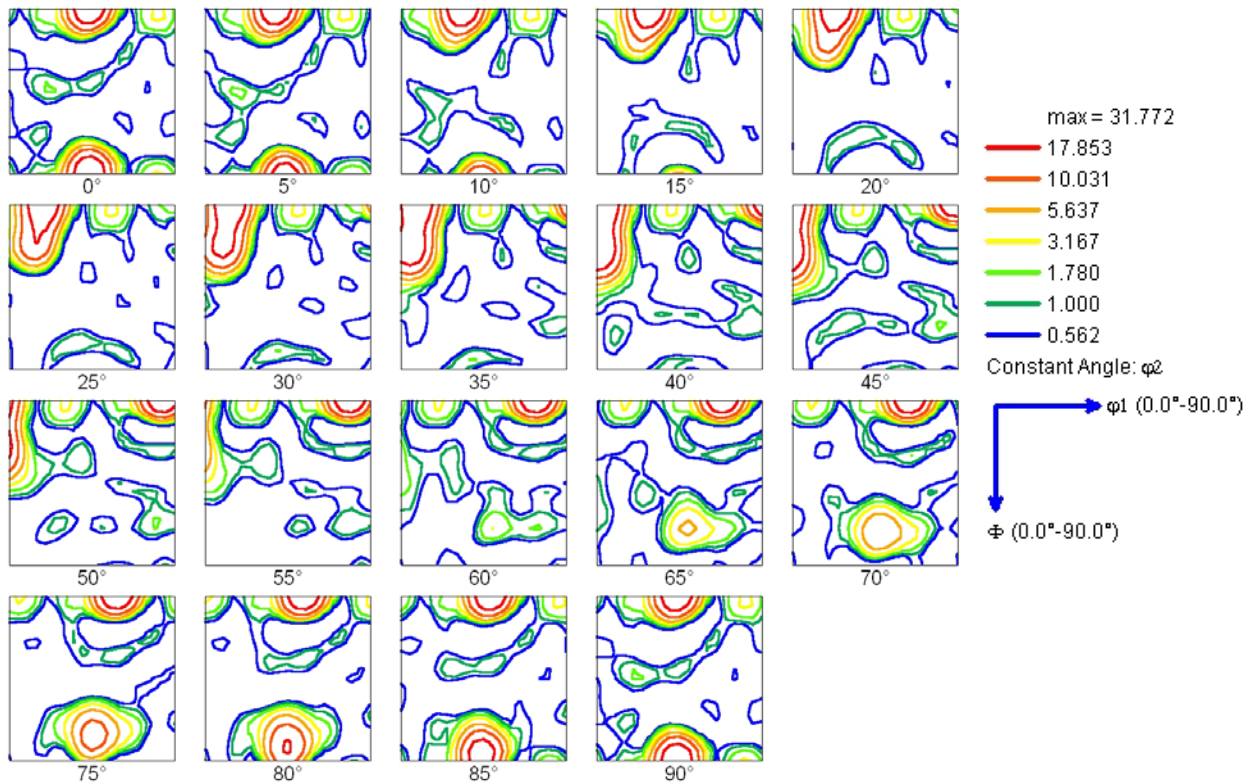 0° 5° 10° 15° 20°
25° 30° 35° 40° 45°
50° 55° 60° 65° 70°
75° 80° 85° 90°
max = 31.772
17.853
10.031
5.637
3.167
1.780
1.000
0.562
Constant Angle: φ2
φ1 (0.0°-90.0°)
Φ (0.0°-90.0°)